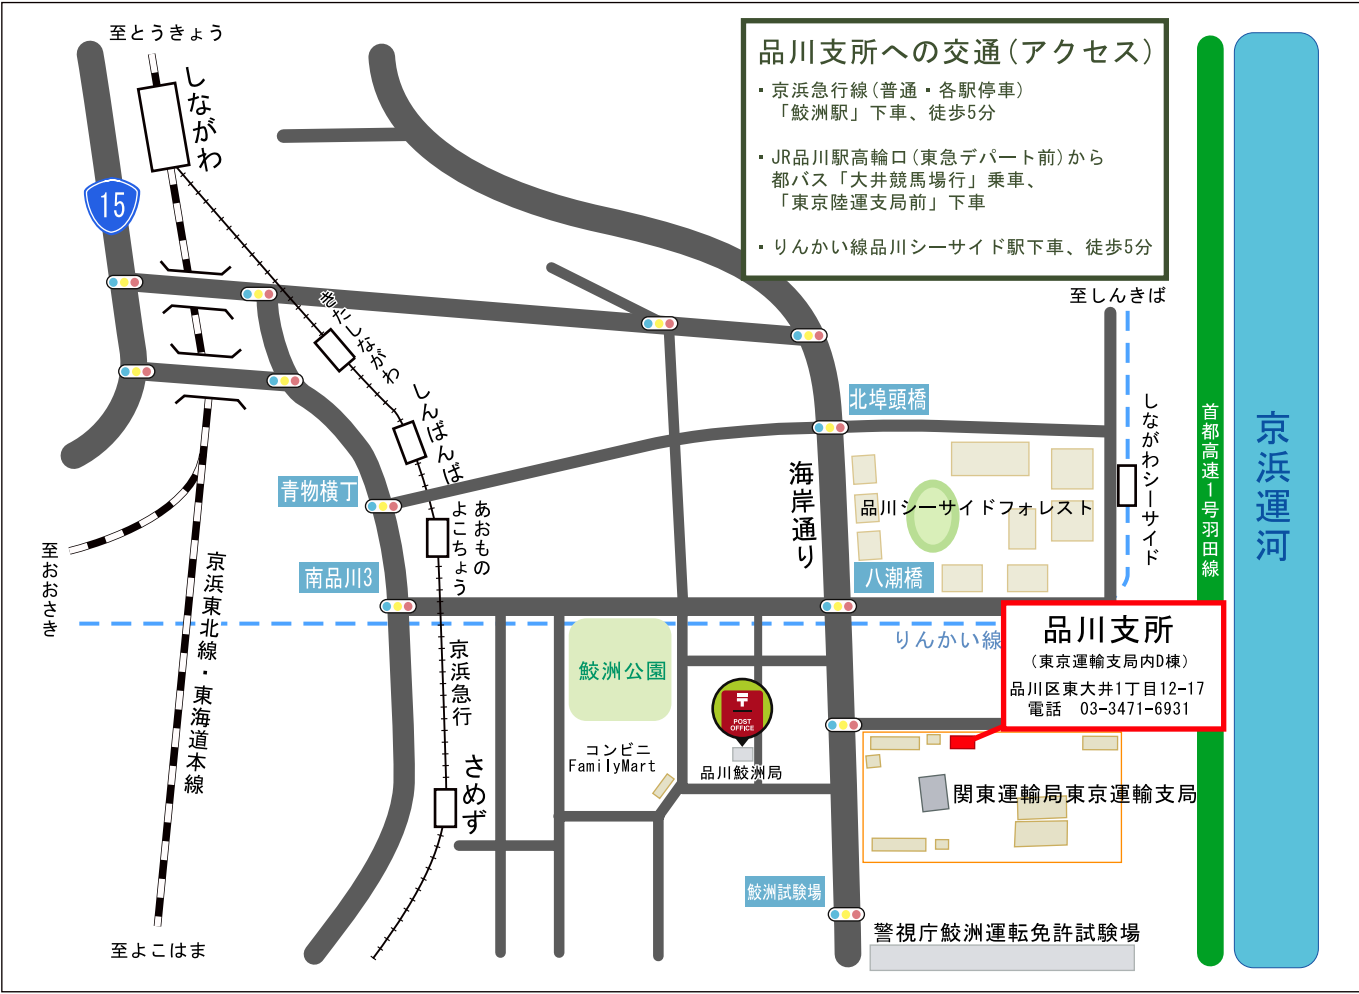 至とうきょう
しながわ
15
品川支所への交通(アクセス)
・京浜急行線(普通・各駅停車)
「鮫洲駅」下車、徒歩5分
・JR品川駅高輪口(東急デパート前)から
都バス「大井競馬場行」乗車、
「東京陸運支局前」下車
・りんかい線品川シーサイド駅下車、徒歩5分
至しんきば
きたしながわ
しんばんば
北埠頭橋
しながわシーサイド
首都高速1号羽田線
京浜運河
青物横丁
あおもの
よこちょう
海岸通り
品川シーサイドフォレスト
至おおさき
南品川3
八潮橋
京浜東北線・東海道本線
京浜急行
りんかい線
品川支所
(東京運輸支局内D棟)
品川区東大井1丁目12-17
電話 03-3471-6931
鮫洲公園
〒
POST
OFFICE
コンビニ
FamilyMart
品川鮫洲局
さめず
関東運輸局東京運輸支局
鮫洲試験場
警視庁鮫洲運転免許試験場
至よこはま